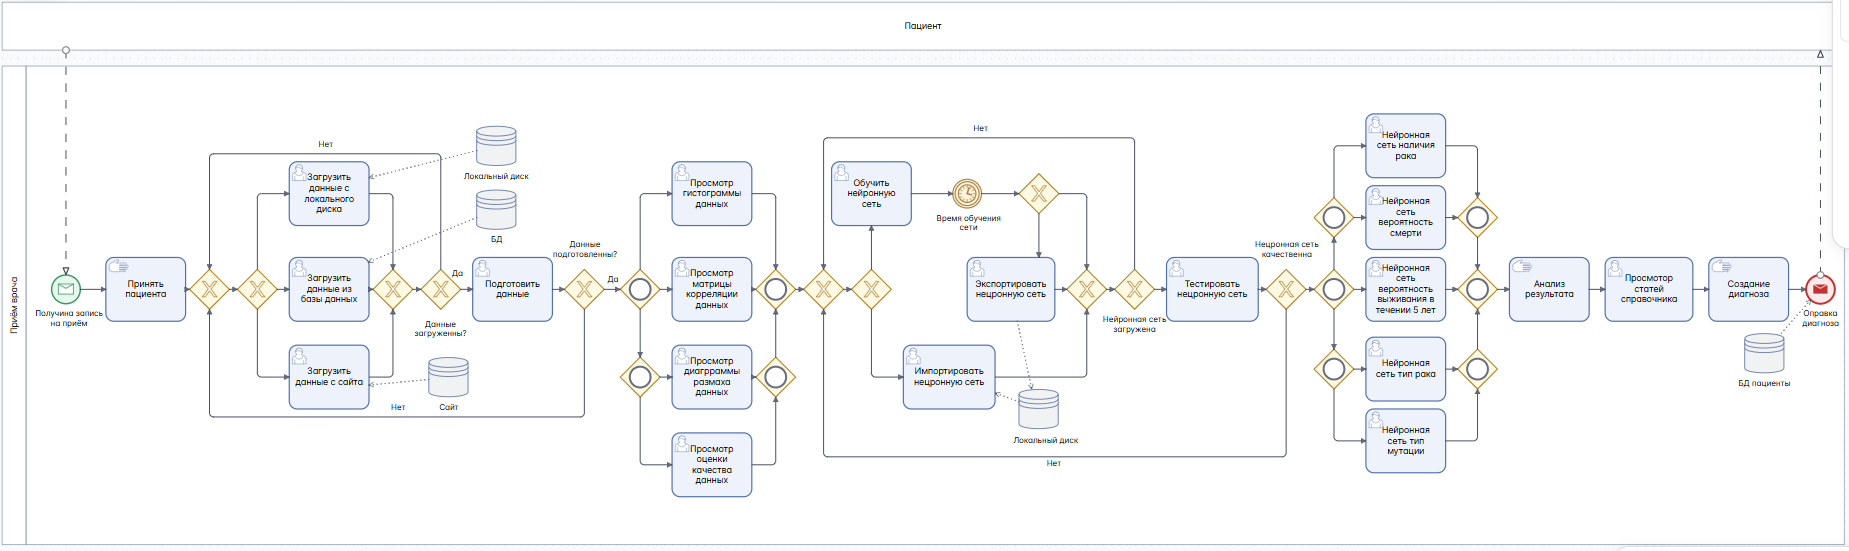 Пациент
Приём врача
Получина запись
на приём
Принять
пациента
Нет
Загрузить
данные с
локального
диска
Загрузить
данные из
базы данных
Загрузить
данные с сайта
Локальный диск
БД
Сайт
Да
Данные
загруженны?
Нет
Подготовить
данные
Данные
подготовленны?
Да
Просмотр
гистограммы
данных
Просмотр
матрицы
корреляции
данных
Просмотр
диагрраммы
размаха
данных
Просмотр
оценки
качества
данных
Нет
Обучить
нейронную
сеть
Время обучения
сети
Экспортировать
нецронную сеть
Импортировать
нецронную сеть
Локальный диск
Нет
Нейронная сеть
загружена
Тестировать
нецронную сеть
Нецронная сеть
качественна
Нейронная
сеть наличия
рака
Нейронная
сеть
вероятность
смерти
Нейронная
сеть
вероятность
выживания в
течении 5 лет
Нейронная
сеть тип рака
Нейронная
сеть тип
мутации
Анализ
результата
Просмотор
статей
справочника
Создание
диагноза
БД пациенты
Оправка
диагноза